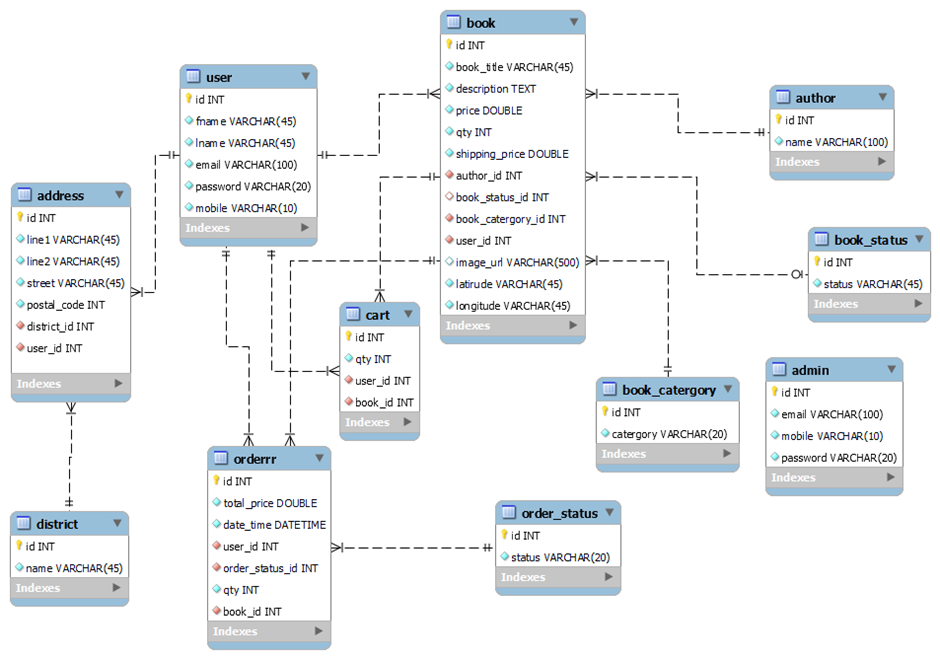 book
id INT
book_title VARCHAR(45)
description TEXT
price DOUBLE
qty INT
shipping_price DOUBLE
author_id INT
book_status_id INT
book_catergory_id INT
user_id INT
image_url VARCHAR(500)
latirude VARCHAR(45)
longitude VARCHAR(45)
Indexes
user
id INT
fname VARCHAR(45)
lname VARCHAR(45)
email VARCHAR(100)
password VARCHAR(20)
mobile VARCHAR(10)
Indexes
author
id INT
name VARCHAR(100)
Indexes
address
id INT
line1 VARCHAR(45)
line2 VARCHAR(45)
street VARCHAR(45)
postal_code INT
district_id INT
user_id INT
Indexes
book_status
id INT
status VARCHAR(45)
Indexes
cart
id INT
qty INT
user_id INT
book_id INT
Indexes
book_catergory
id INT
catergory VARCHAR(20)
Indexes
admin
id INT
email VARCHAR(100)
mobile VARCHAR(10)
password VARCHAR(20)
Indexes
orderrr
id INT
total_price DOUBLE
date_time DATETIME
user_id INT
order_status_id INT
qty INT
book_id INT
Indexes
order_status
id INT
status VARCHAR(20)
Indexes
district
id INT
name VARCHAR(45)
Indexes